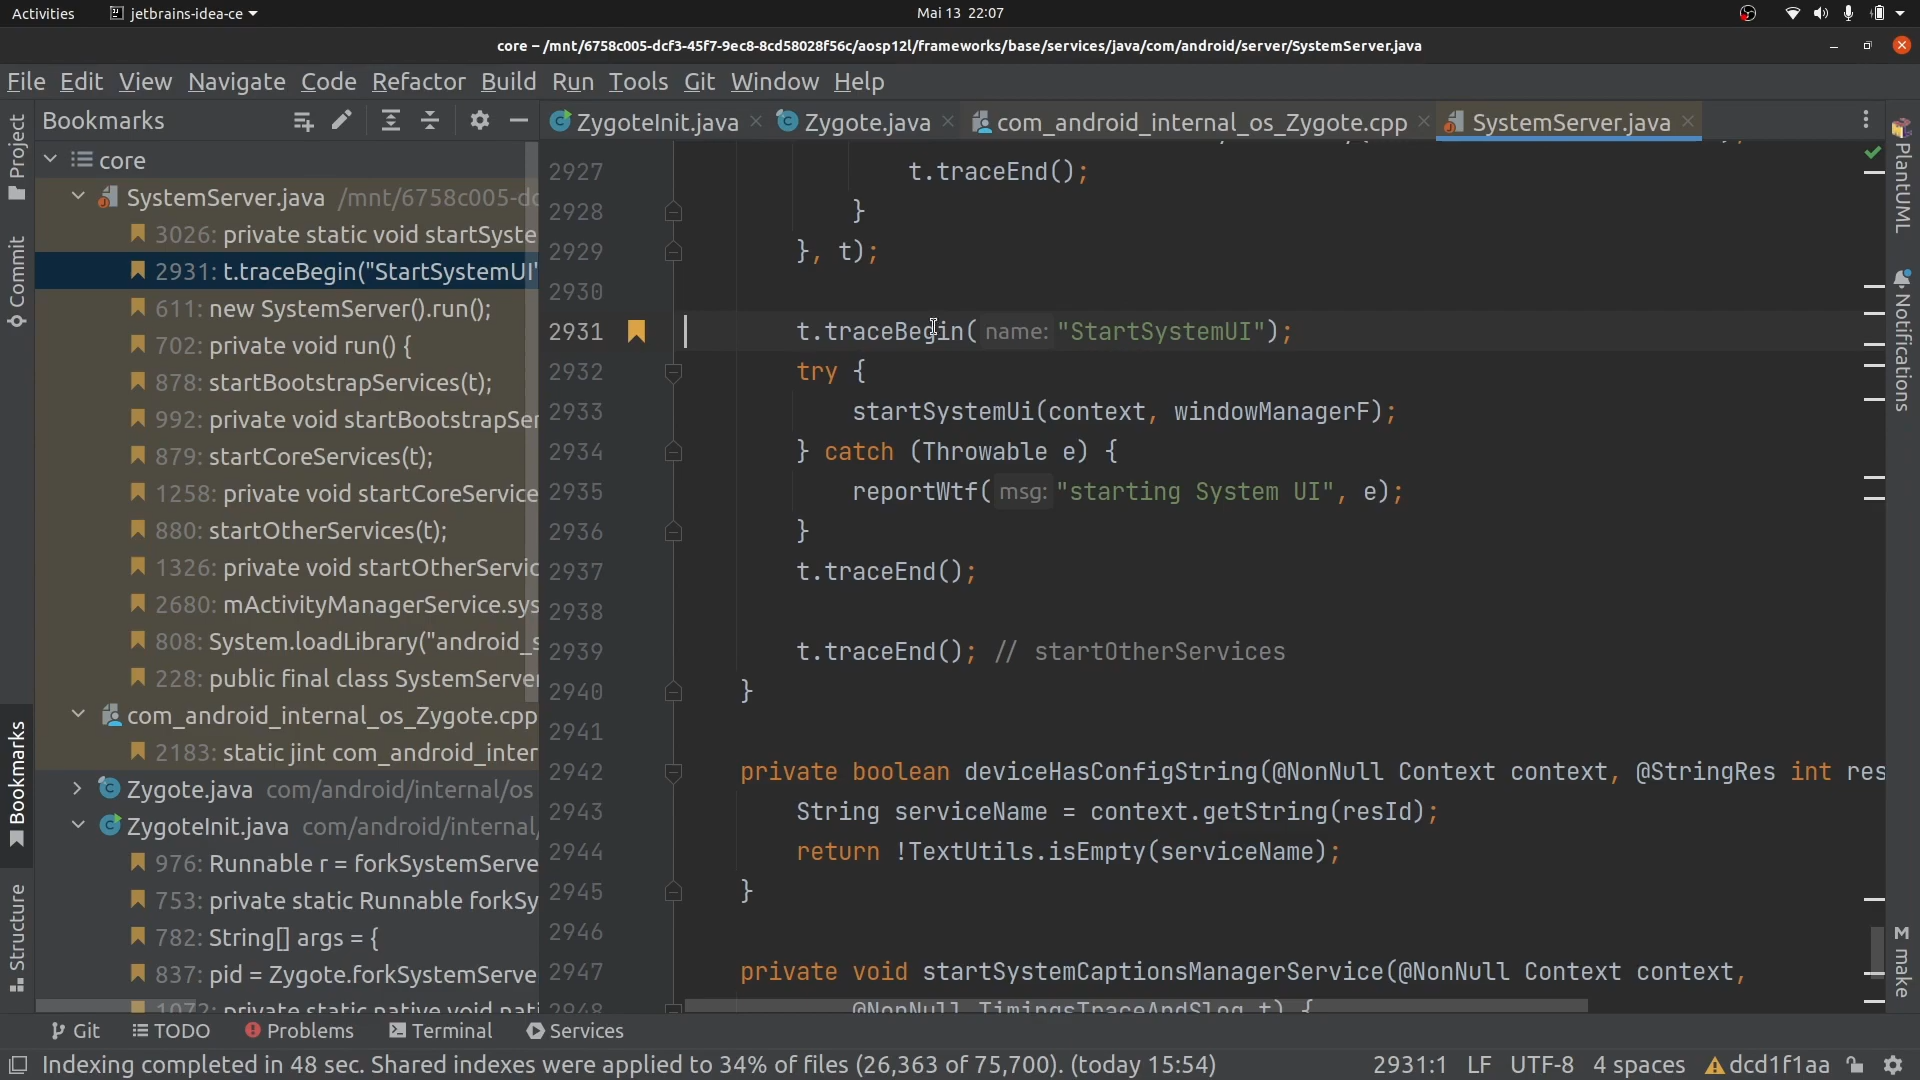 Activities
jetbrains-idea-ce
Mai 13 22:07
core – /mnt/6758c005-dcf3-45f7-9ec8-8cd58028f56c/aosp12l/frameworks/base/services/java/com/android/server/SystemServer.java
File Edit View Navigate Code Refactor Build Run Tools Git Window Help
Bookmarks
ZygoteInit.java
Zygote.java
com_android_internal_os_Zygote.cpp
SystemServer.java
Project
Commit
Bookmarks
Structure
core
SystemServer.java /mnt/6758c005-dc
3026: private static void startSyste
2931: t.traceBegin("StartSystemUI"
611: new SystemServer().run();
702: private void run() {
878: startBootstrapServices(t);
992: private void startBootstrapSer
879: startCoreServices(t);
1258: private void startCoreService
880: startOtherServices(t);
1326: private void startOtherServic
2680: mActivityManagerService.sys
808: System.loadLibrary("android_s
228: public final class SystemServer
com_android_internal_os_Zygote.cpp
2183: static jint com_android_inter
Zygote.java com/android/internal/os
ZygoteInit.java com/android/internal/
976: Runnable r = forkSystemServe
753: private static Runnable forkSy
782: String[] args = {
837: pid = Zygote.forkSystemServe
1072: private static native void nati
2927 t.traceEnd();
2928 }
2929 }, t);
2930
2931 t.traceBegin( name: "StartSystemUI");
2932 try {
2933 startSystemUi(context, windowManagerF);
2934 } catch (Throwable e) {
2935 reportWtf( msg: "starting System UI", e);
2936 }
2937 t.traceEnd();
2938
2939 t.traceEnd(); // startOtherServices
2940 }
2941
2942 private boolean deviceHasConfigString(@NonNull Context context, @StringRes int res
2943 String serviceName = context.getString(resId);
2944 return !TextUtils.isEmpty(serviceName);
2945 }
2946
2947 private void startSystemCaptionsManagerService(@NonNull Context context,
2948 @NonNull TimingsTraceAndSlog t) {
PlantUML
Notifications
M make
Git
TODO
Problems
Terminal
Services
Indexing completed in 48 sec. Shared indexes were applied to 34% of files (26,363 of 75,700). (today 15:54)
2931:1 LF UTF-8 4 spaces dcd1f1aa